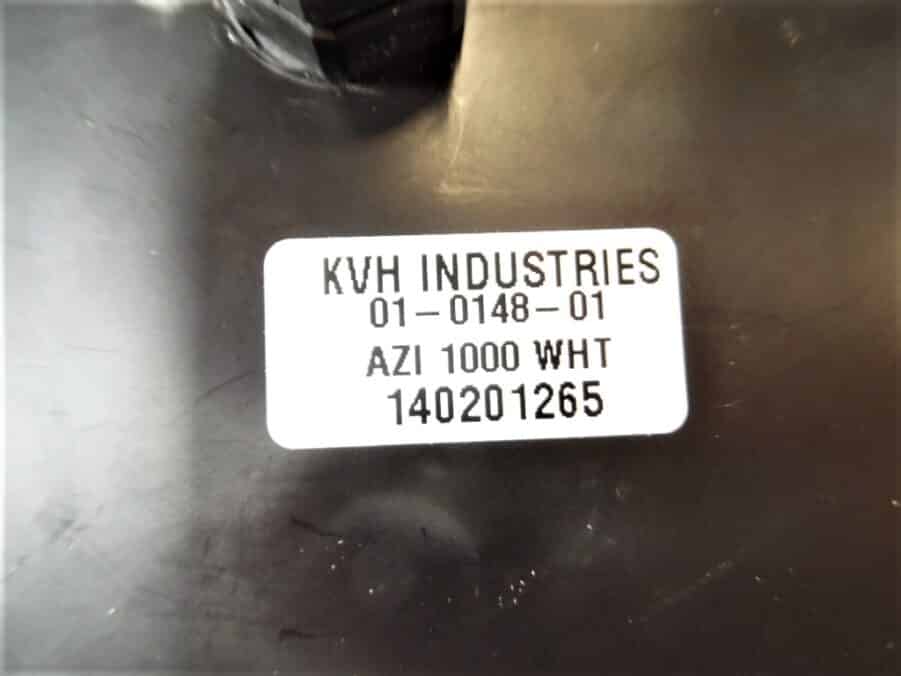 KVH INDUSTRIES
01-0148-01
AZI 1000 WHT
140201265